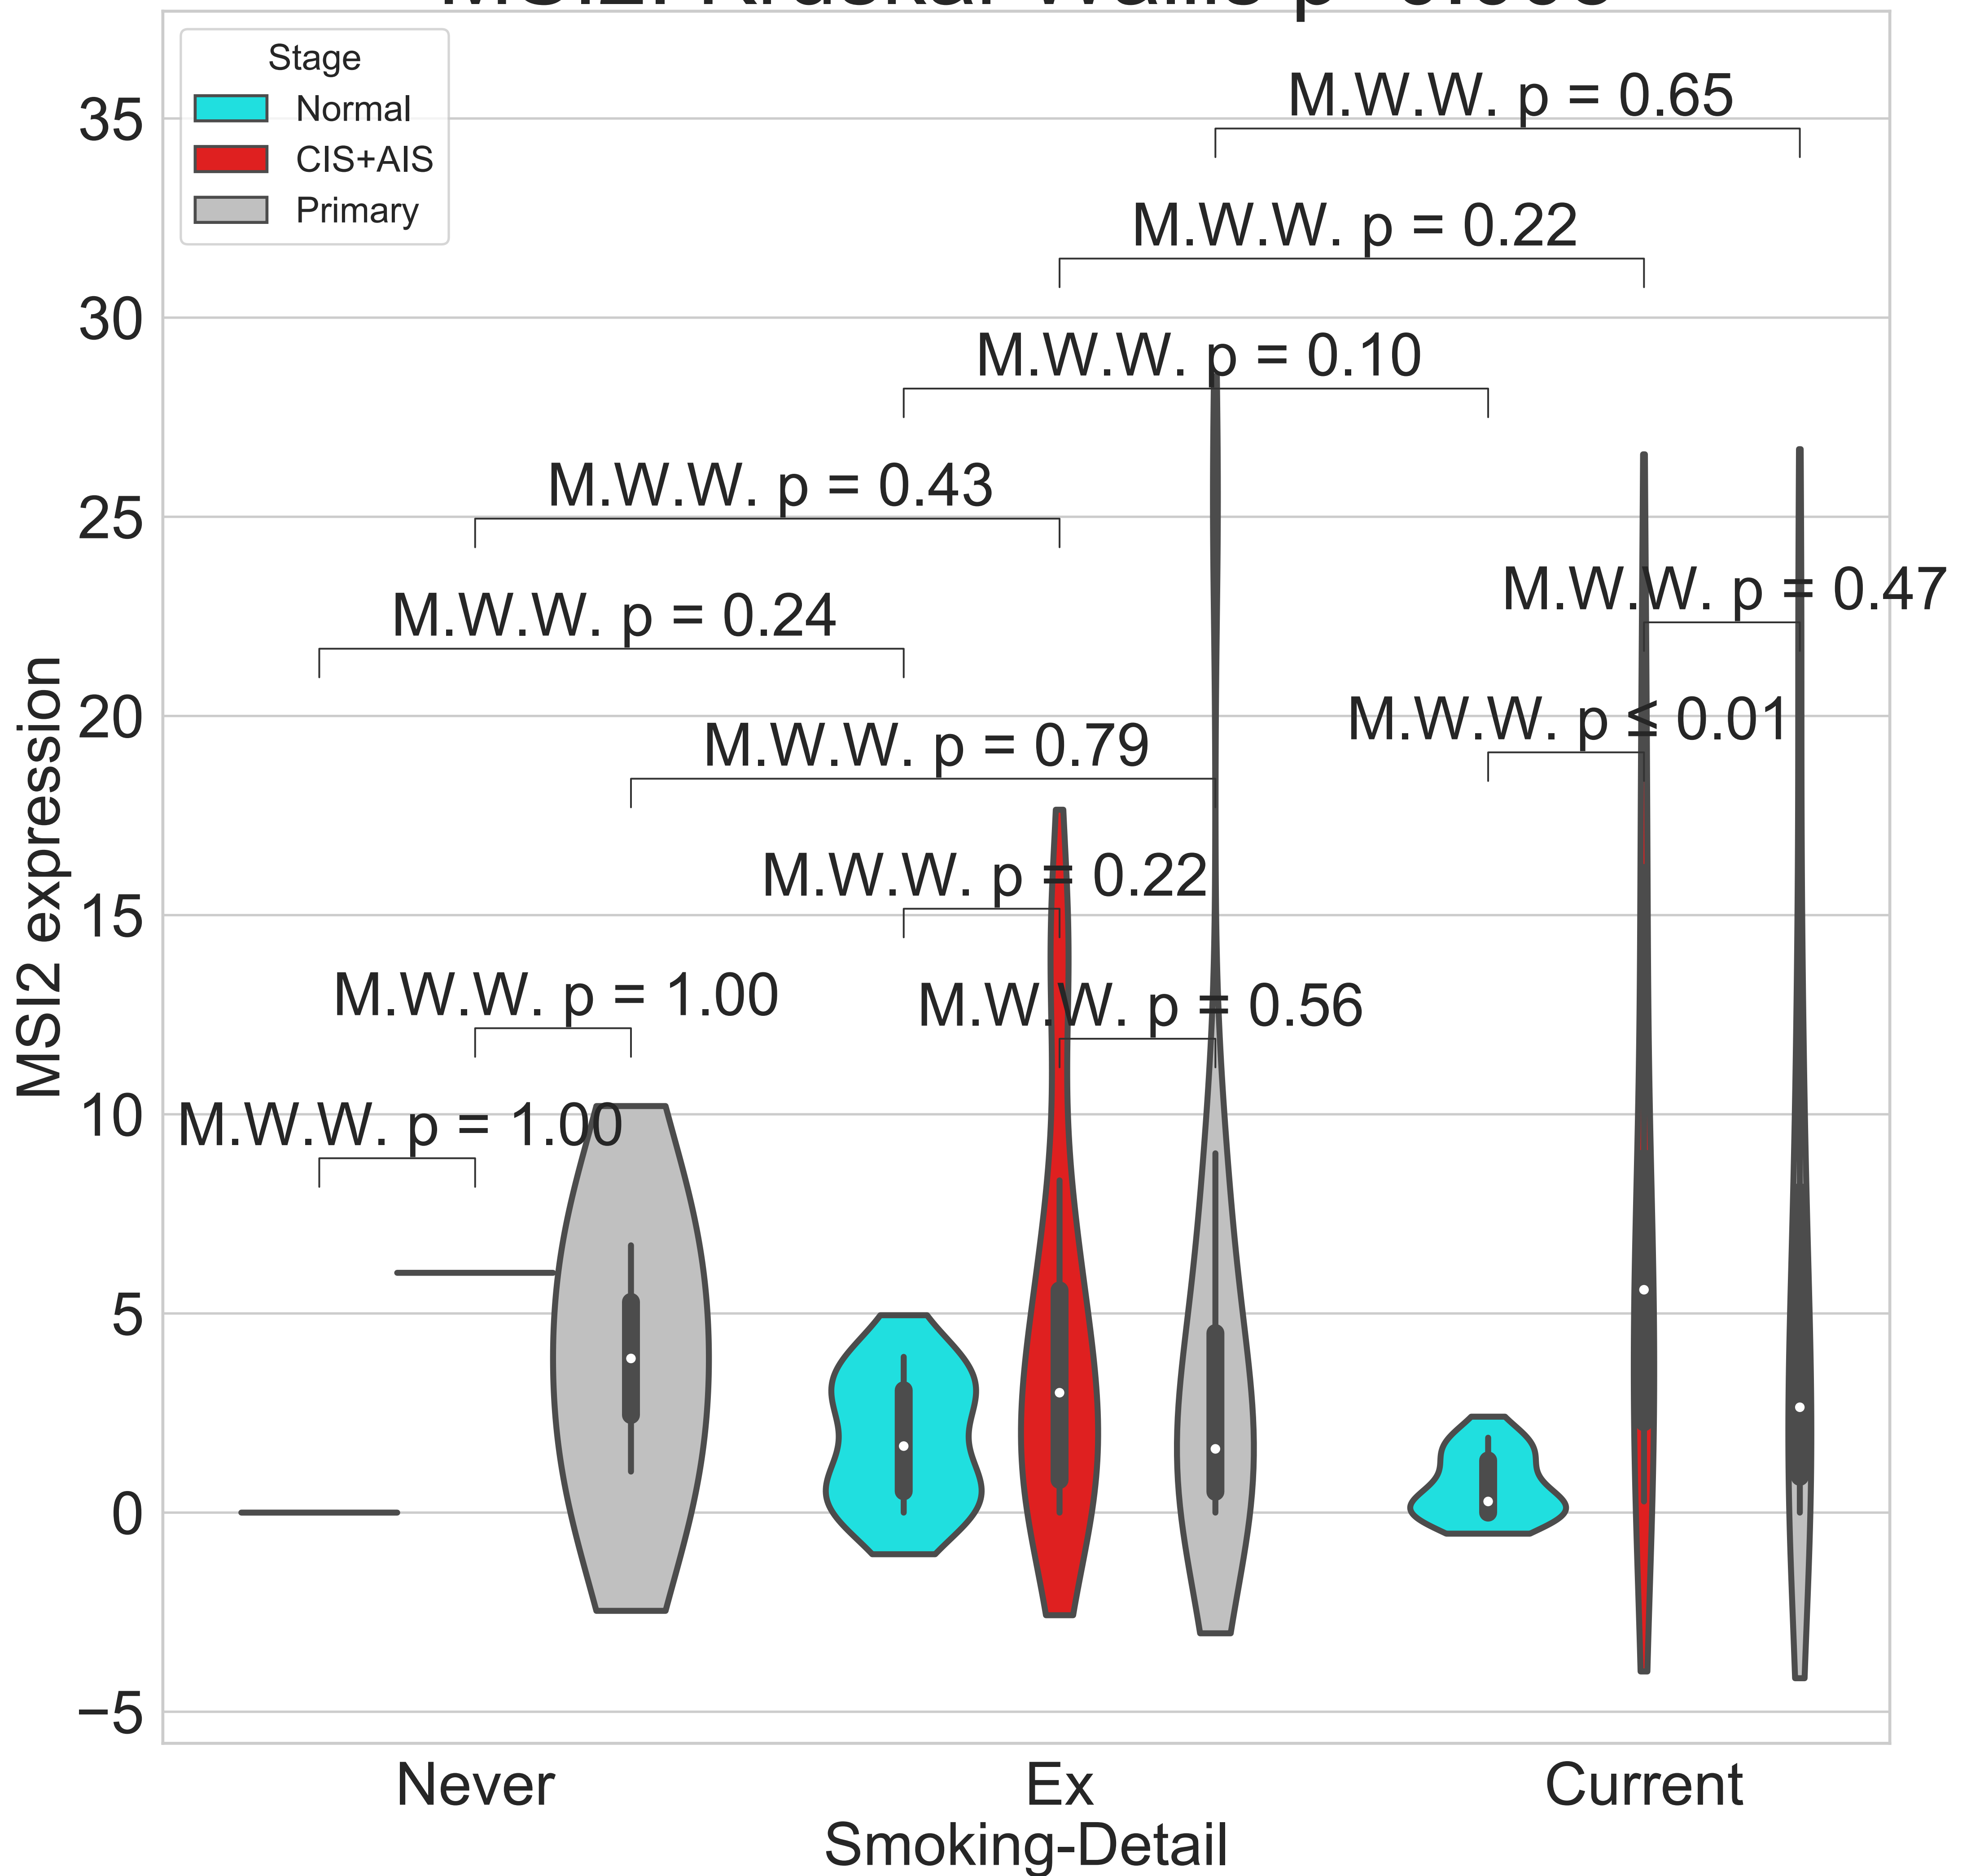 Stage
Normal
CIS+AIS
Primary
M.W.W. p = 0.65
M.W.W. p = 0.22
M.W.W. p = 0.10
M.W.W. p = 0.43
M.W.W. p = 0.47
M.W.W. p = 0.24
M.W.W. p ≤ 0.01
M.W.W. p = 0.79
M.W.W. p = 0.22
M.W.W. p = 1.00
M.W.W. p = 0.56
M.W.W. p = 1.00
35
30
25
20
15
10
5
0
−5
MSI2 expression
Never
Ex
Current
Smoking-Detail